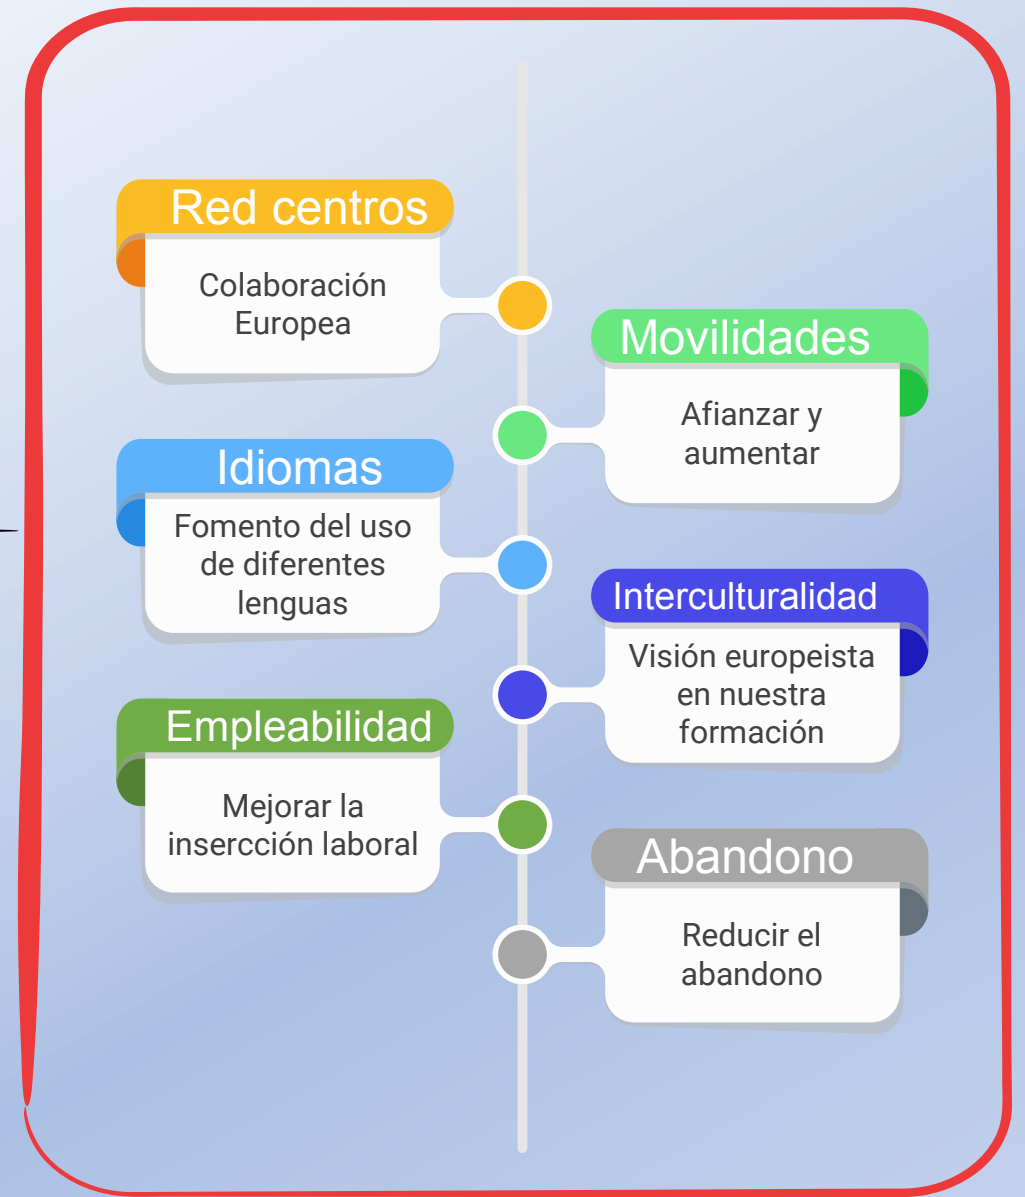 Red centros
Colaboración
Europea
Movilidades
Afianzar y
aumentar
Idiomas
Fomento del uso
de diferentes
lenguas
Interculturalidad
Visión europeista
en nuestra
formación
Empleabilidad
Mejorar la
insercción laboral
Abandono
Reducir el
abandono